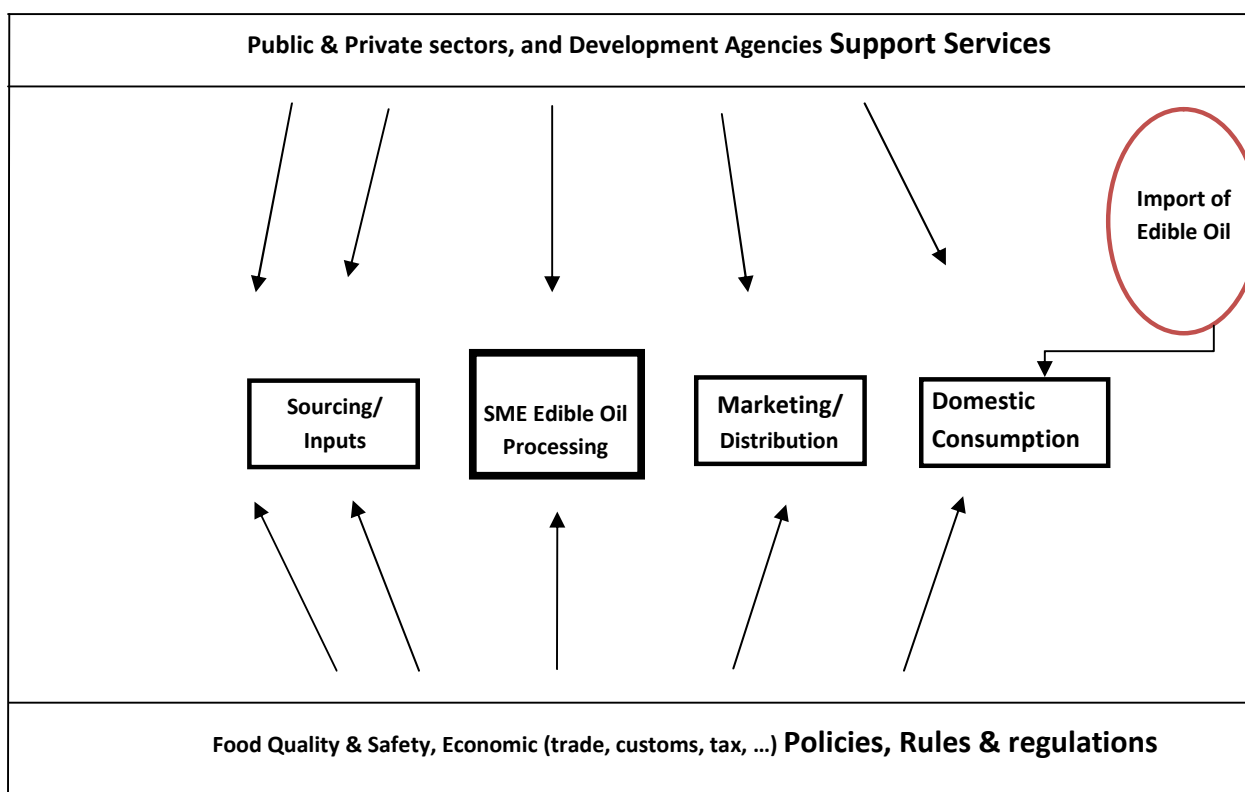 Public & Private sectors, and Development Agencies Support Services
Import of
Edible Oil
Sourcing/
Inputs
SME Edible Oil
Processing
Marketing/
Distribution
Domestic
Consumption
Food Quality & Safety, Economic (trade, customs, tax, …) Policies, Rules & regulations